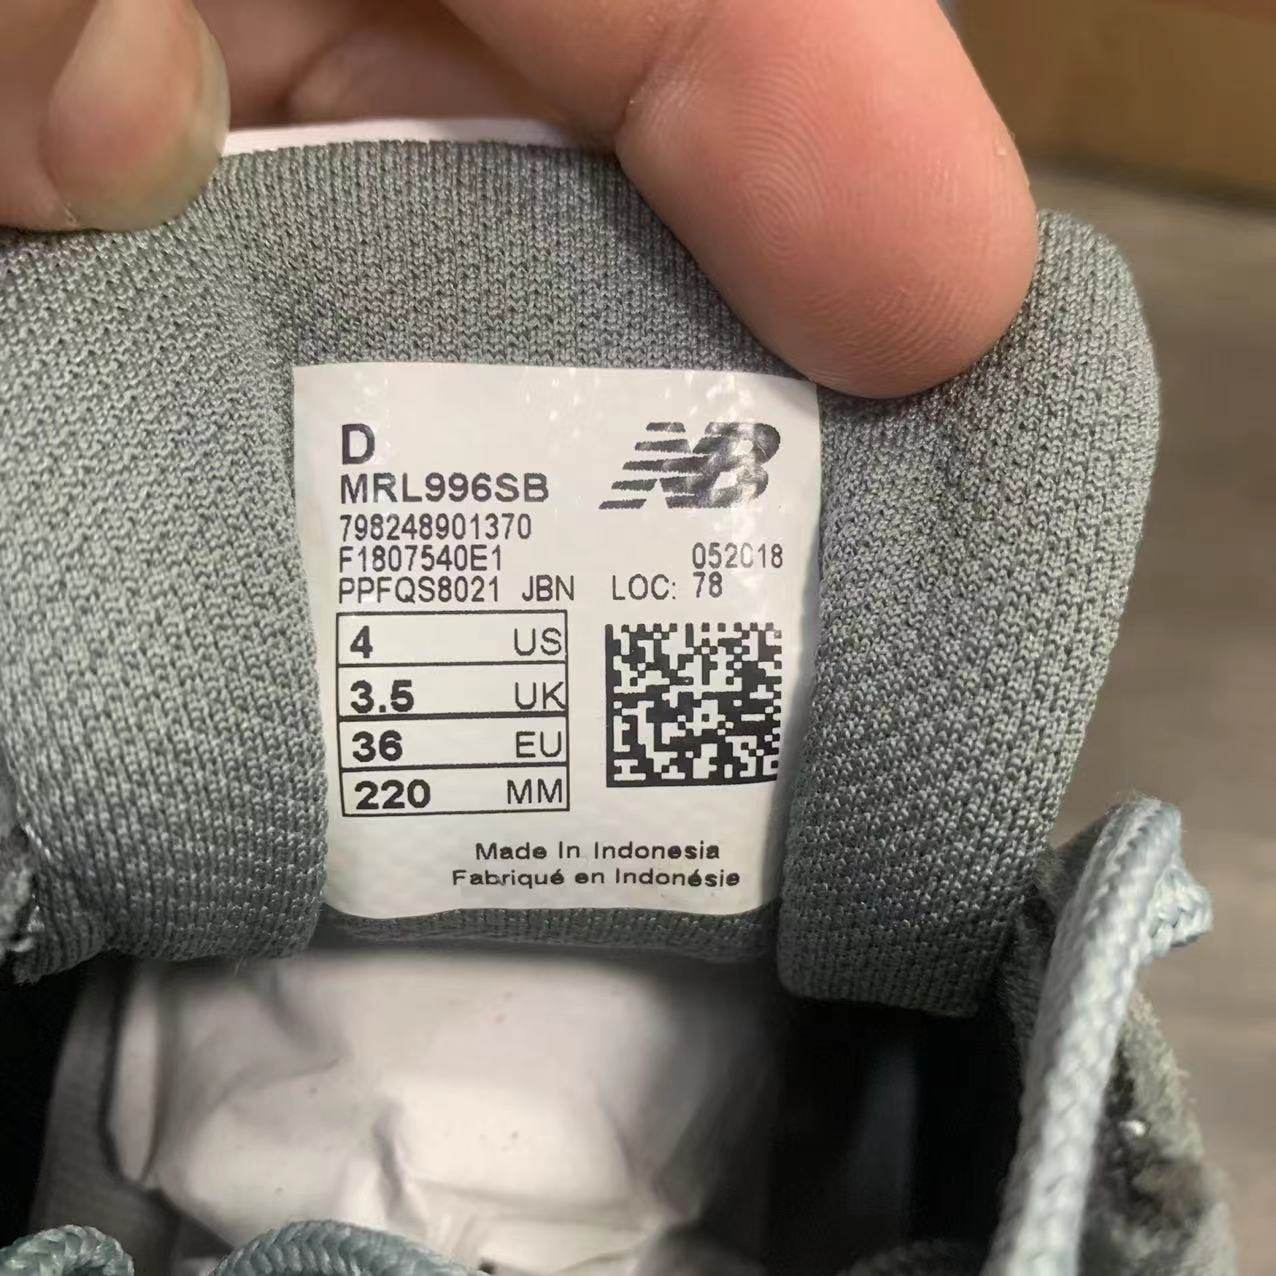 D
NB
MRL996SB
798248901370
F1807540E1 052018
PPFQS8021 JBN LOC: 78
4 US
3.5 UK
36 EU
220 MM
Made In Indonesia
Fabriqué en Indonésie